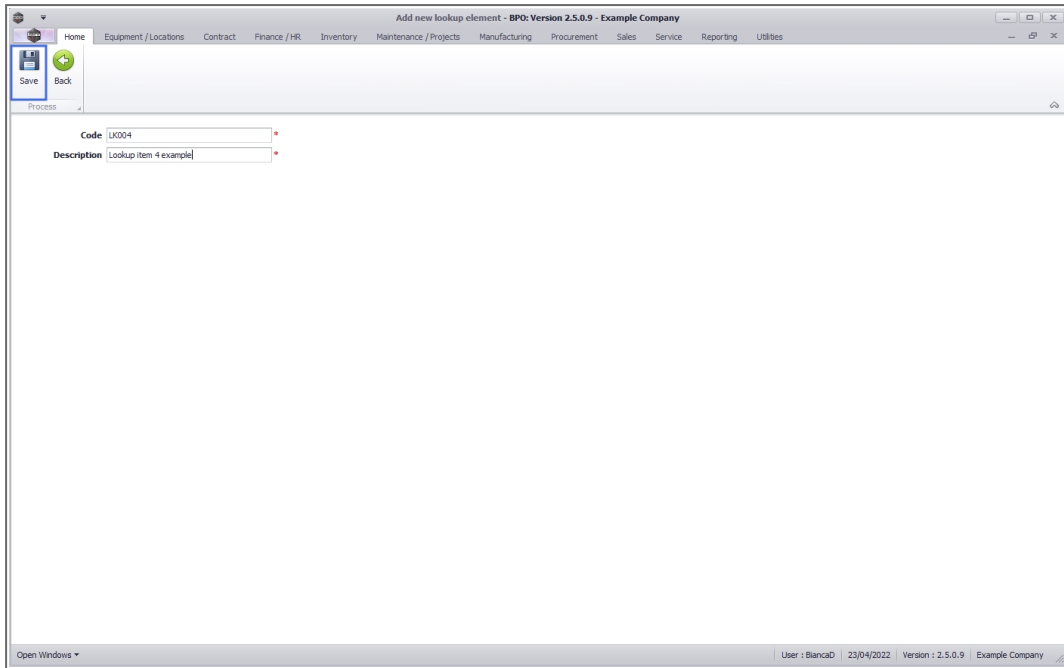 Add new lookup element - BPO: Version 2.5.0.9 - Example Company
Home Equipment / Locations Contract Finance / HR Inventory Maintenance / Projects Manufacturing Procurement Sales Service Reporting Utilities
Save Back
Process
Code LK004 *
Description Lookup item 4 example *
Open Windows User : BiancaD 23/04/2022 Version : 2.5.0.9 Example Company